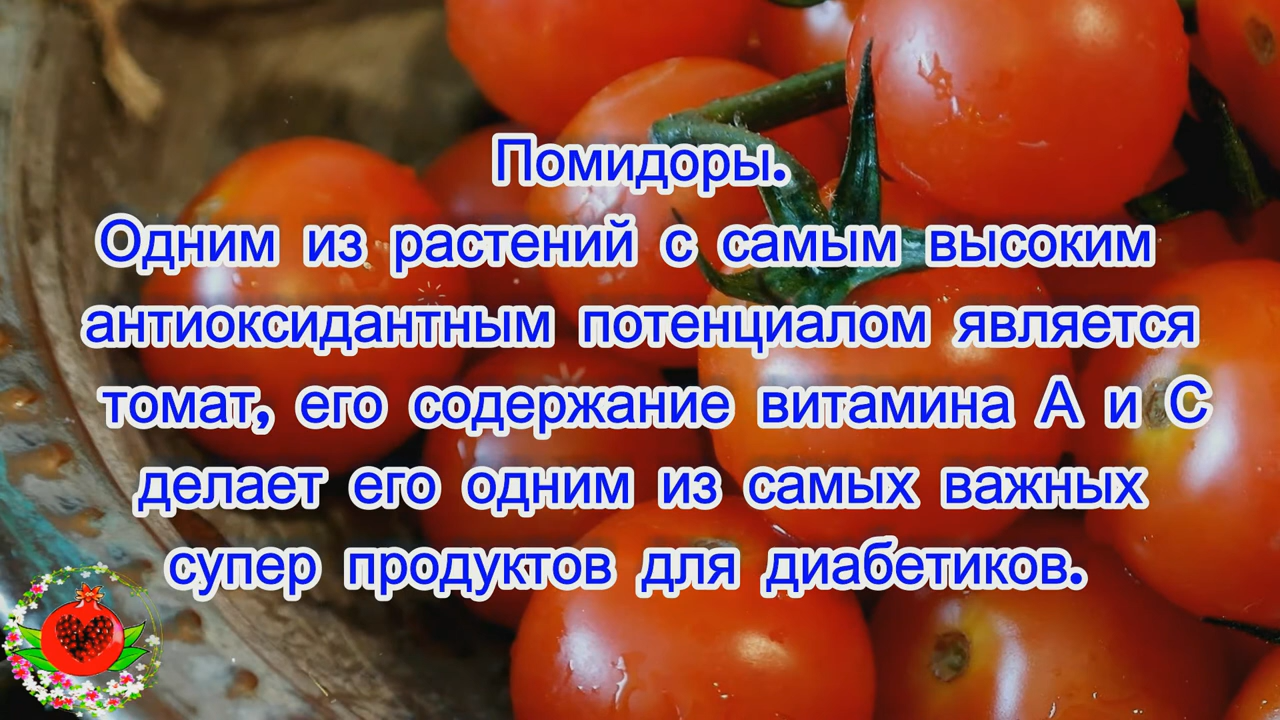 Помидоры.
Одним из растений с самым высоким
антиоксидантным потенциалом является
томат, его содержание витамина А и С
делает его одним из самых важных
супер продуктов для диабетиков.